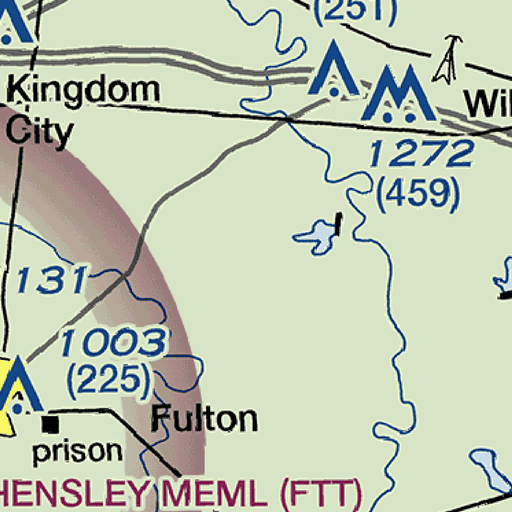 (251)
Kingdom
City
Wil
1272
(459)
131
1003
(225)
Fulton
prison
HENSLEY MEML (FTT)